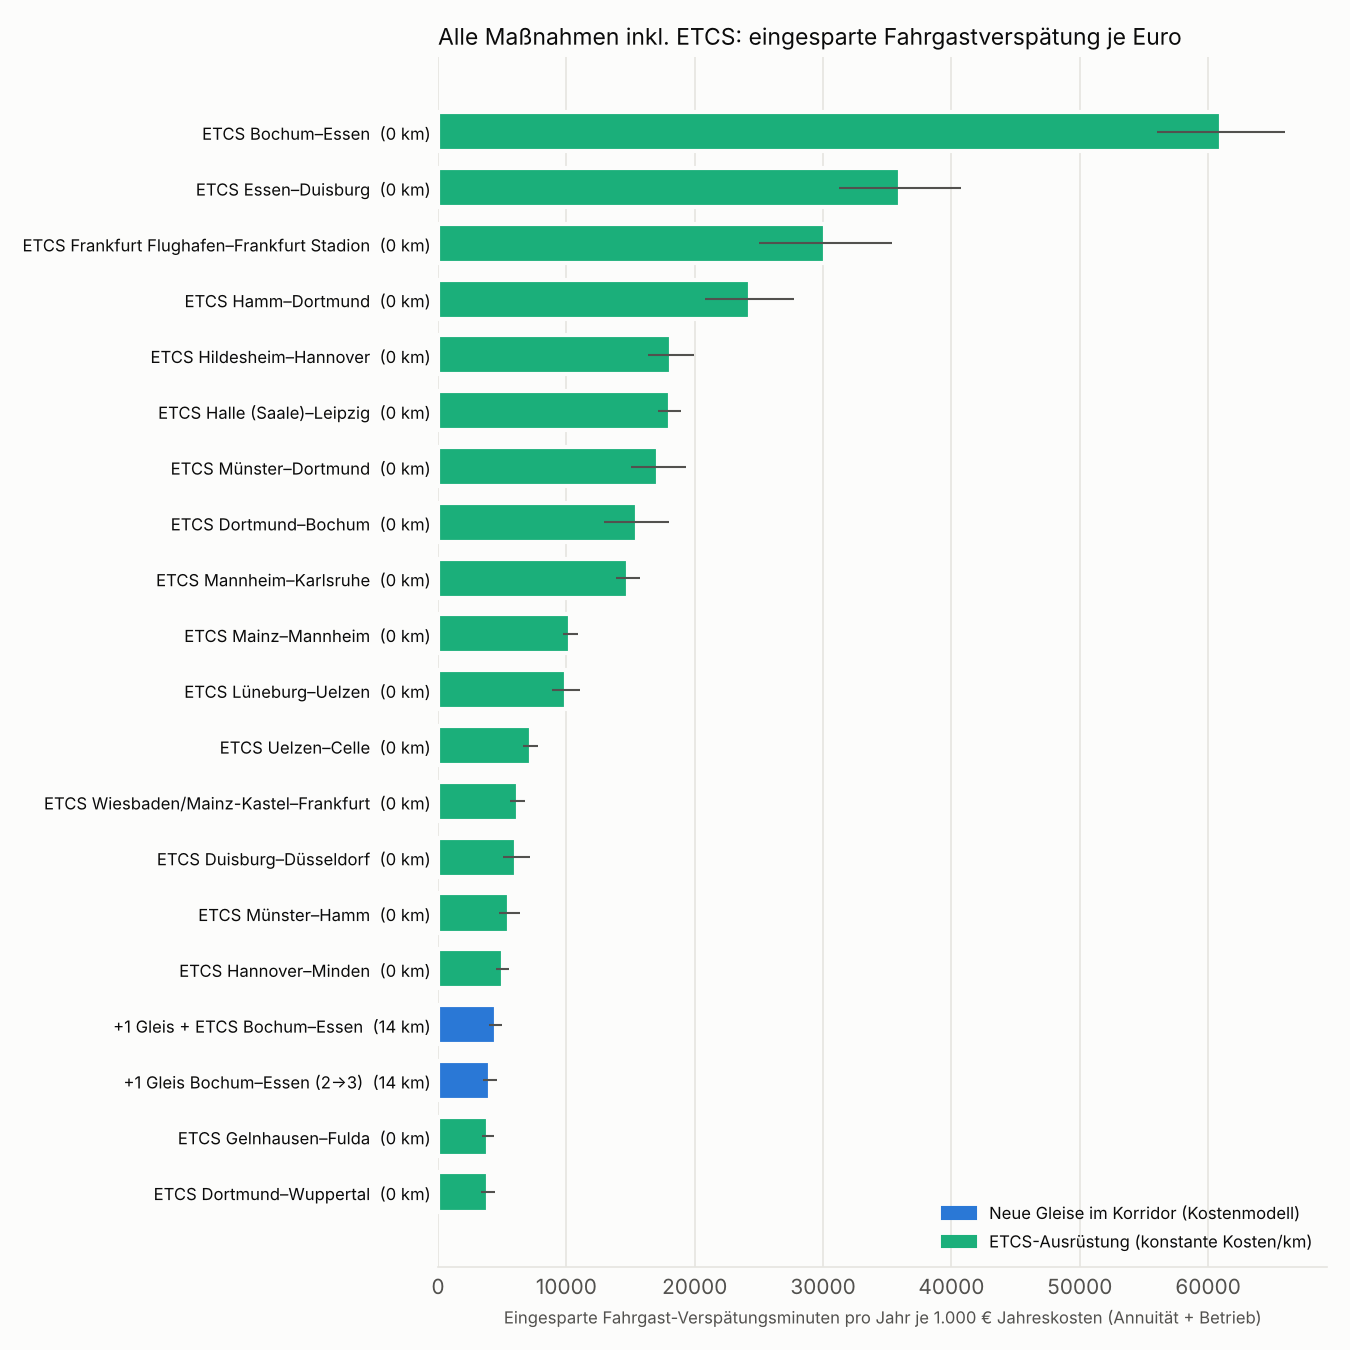 Alle Maßnahmen inkl. ETCS: eingesparte Fahrgastverspätung je Euro
ETCS Bochum–Essen (0 km)
ETCS Essen–Duisburg (0 km)
ETCS Frankfurt Flughafen–Frankfurt Stadion (0 km)
ETCS Hamm–Dortmund (0 km)
ETCS Hildesheim–Hannover (0 km)
ETCS Halle (Saale)–Leipzig (0 km)
ETCS Münster–Dortmund (0 km)
ETCS Dortmund–Bochum (0 km)
ETCS Mannheim–Karlsruhe (0 km)
ETCS Mainz–Mannheim (0 km)
ETCS Lüneburg–Uelzen (0 km)
ETCS Uelzen–Celle (0 km)
ETCS Wiesbaden/Mainz-Kastel–Frankfurt (0 km)
ETCS Duisburg–Düsseldorf (0 km)
ETCS Münster–Hamm (0 km)
ETCS Hannover–Minden (0 km)
+1 Gleis + ETCS Bochum–Essen (14 km)
+1 Gleis Bochum–Essen (2→3) (14 km)
ETCS Gelnhausen–Fulda (0 km)
ETCS Dortmund–Wuppertal (0 km)
Neue Gleise im Korridor (Kostenmodell)
ETCS-Ausrüstung (konstante Kosten/km)
0 10000 20000 30000 40000 50000 60000
Eingesparte Fahrgast-Verspätungsminuten pro Jahr je 1.000 € Jahreskosten (Annuität + Betrieb)